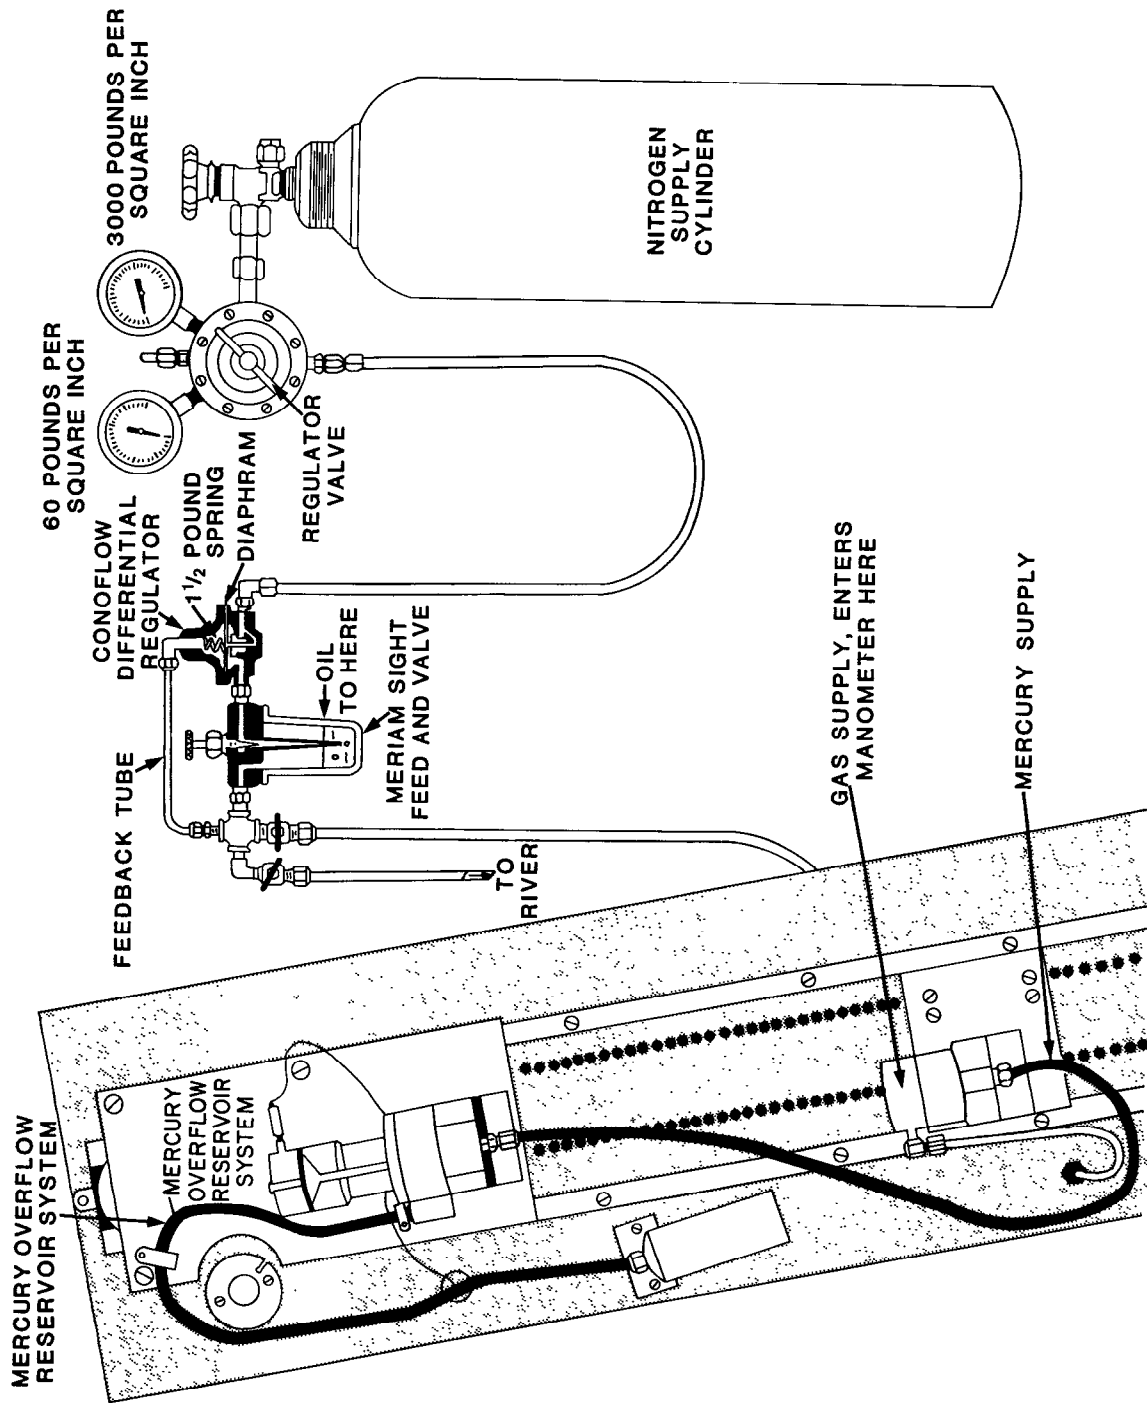 3000 POUNDS PER
SQUARE INCH
60 POUNDS PER
SQUARE INCH
NITROGEN
SUPPLY
CYLINDER
REGULATOR
VALVE
CONOFLOW
DIFFERENTIAL
REGULATOR
1 1/2 POUND
SPRING
DIAPHRAM
OIL
TO HERE
MERIAM SIGHT
FEED AND VALVE
FEEDBACK TUBE
TO
RIVER
GAS SUPPLY, ENTERS
MANOMETER HERE
MERCURY SUPPLY
MERCURY OVERFLOW
RESERVOIR SYSTEM
MERCURY
OVERFLOW
RESERVOIR
SYSTEM